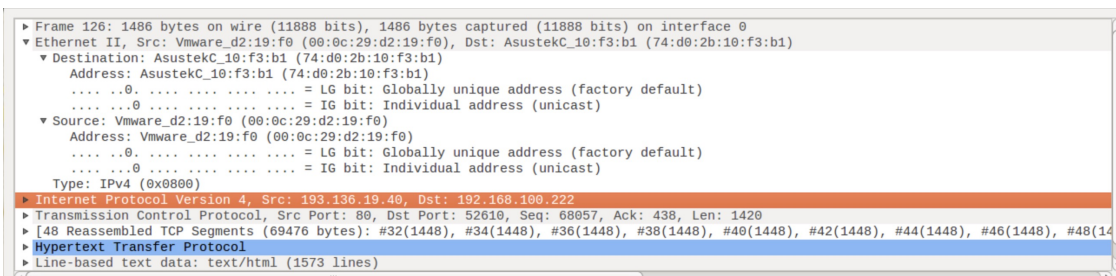 Frame 126: 1486 bytes on wire (11888 bits), 1486 bytes captured (11888 bits) on interface 0
Ethernet II, Src: Vmware_d2:19:f0 (00:0c:29:d2:19:f0), Dst: AsustekC_10:f3:b1 (74:d0:2b:10:f3:b1)
Destination: AsustekC_10:f3:b1 (74:d0:2b:10:f3:b1)
Address: AsustekC_10:f3:b1 (74:d0:2b:10:f3:b1)
.... ..0. .... .... .... .... = LG bit: Globally unique address (factory default)
.... ...0 .... .... .... .... = IG bit: Individual address (unicast)
Source: Vmware_d2:19:f0 (00:0c:29:d2:19:f0)
Address: Vmware_d2:19:f0 (00:0c:29:d2:19:f0)
.... ..0. .... .... .... .... = LG bit: Globally unique address (factory default)
.... ...0 .... .... .... .... = IG bit: Individual address (unicast)
Type: IPv4 (0x0800)
Internet Protocol Version 4, Src: 193.136.19.40, Dst: 192.168.100.222
Transmission Control Protocol, Src Port: 80, Dst Port: 52610, Seq: 68057, Ack: 438, Len: 1420
[48 Reassembled TCP Segments (69476 bytes): #32(1448), #34(1448), #36(1448), #38(1448), #40(1448), #42(1448), #44(1448), #46(1448), #48(14
Hypertext Transfer Protocol
Line-based text data: text/html (1573 lines)